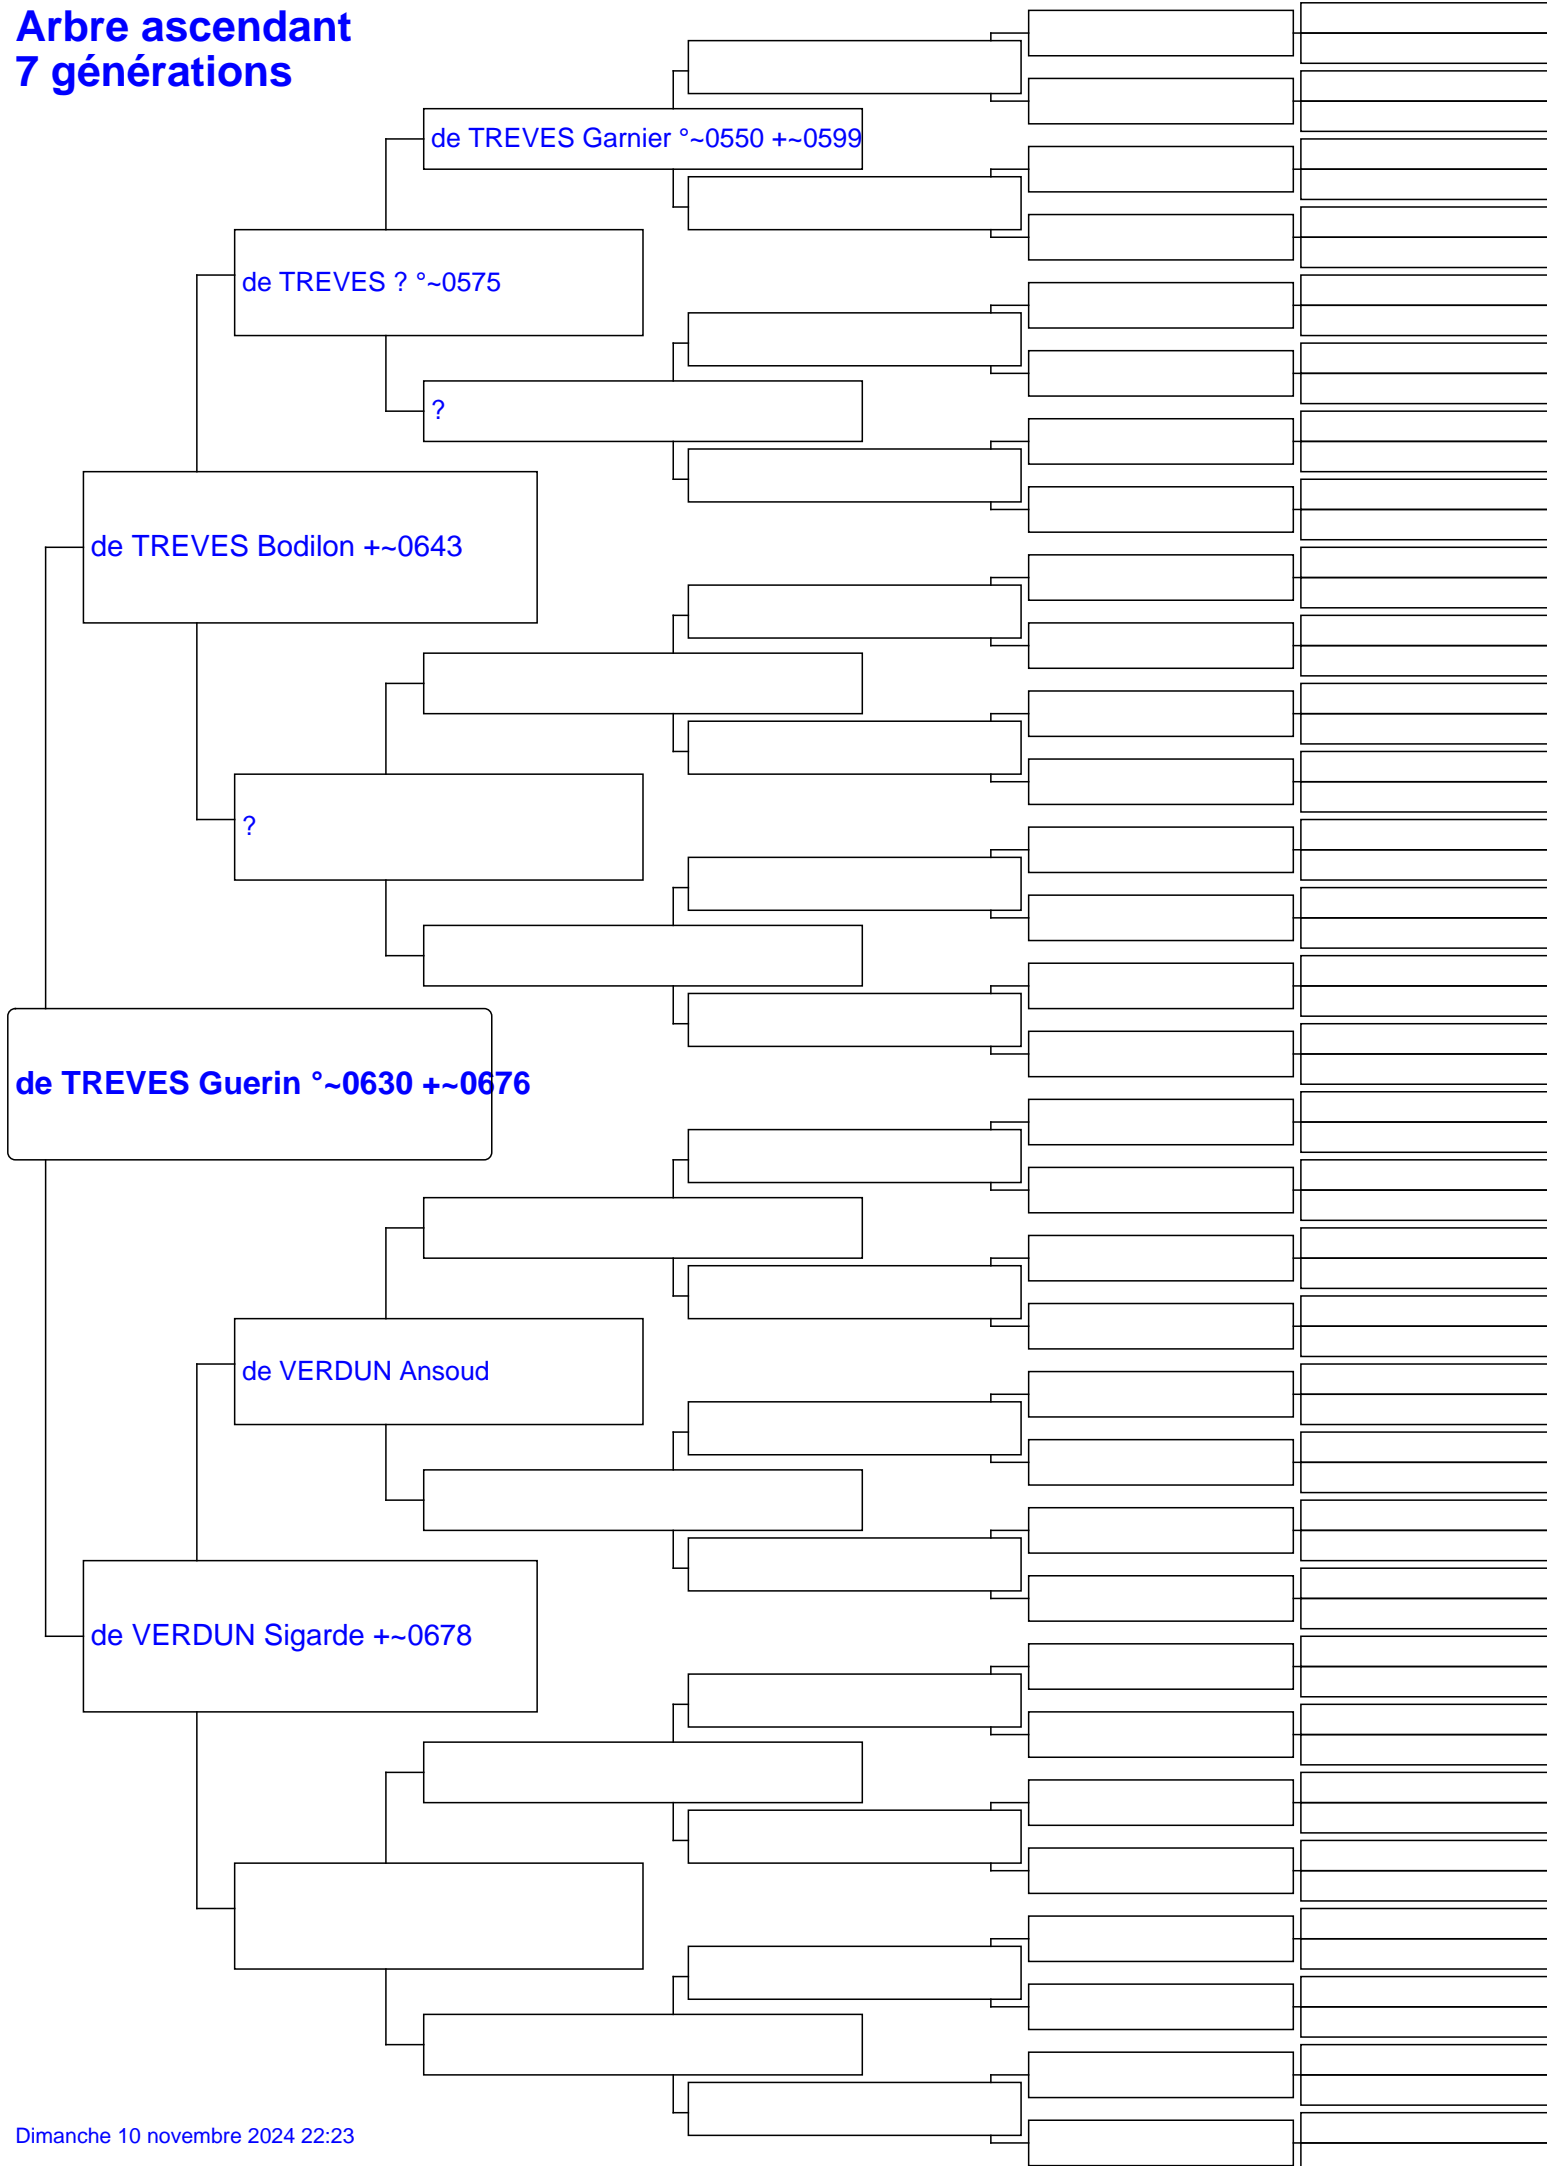 Arbre ascendant
7 générations
de TREVES Garnier °~0550 +~0599
de TREVES ? °~0575
?
de TREVES Bodilon +~0643
?
de TREVES Guerin °~0630 +~0676
de VERDUN Ansoud
de VERDUN Sigarde +~0678
Dimanche 10 novembre 2024 22:23